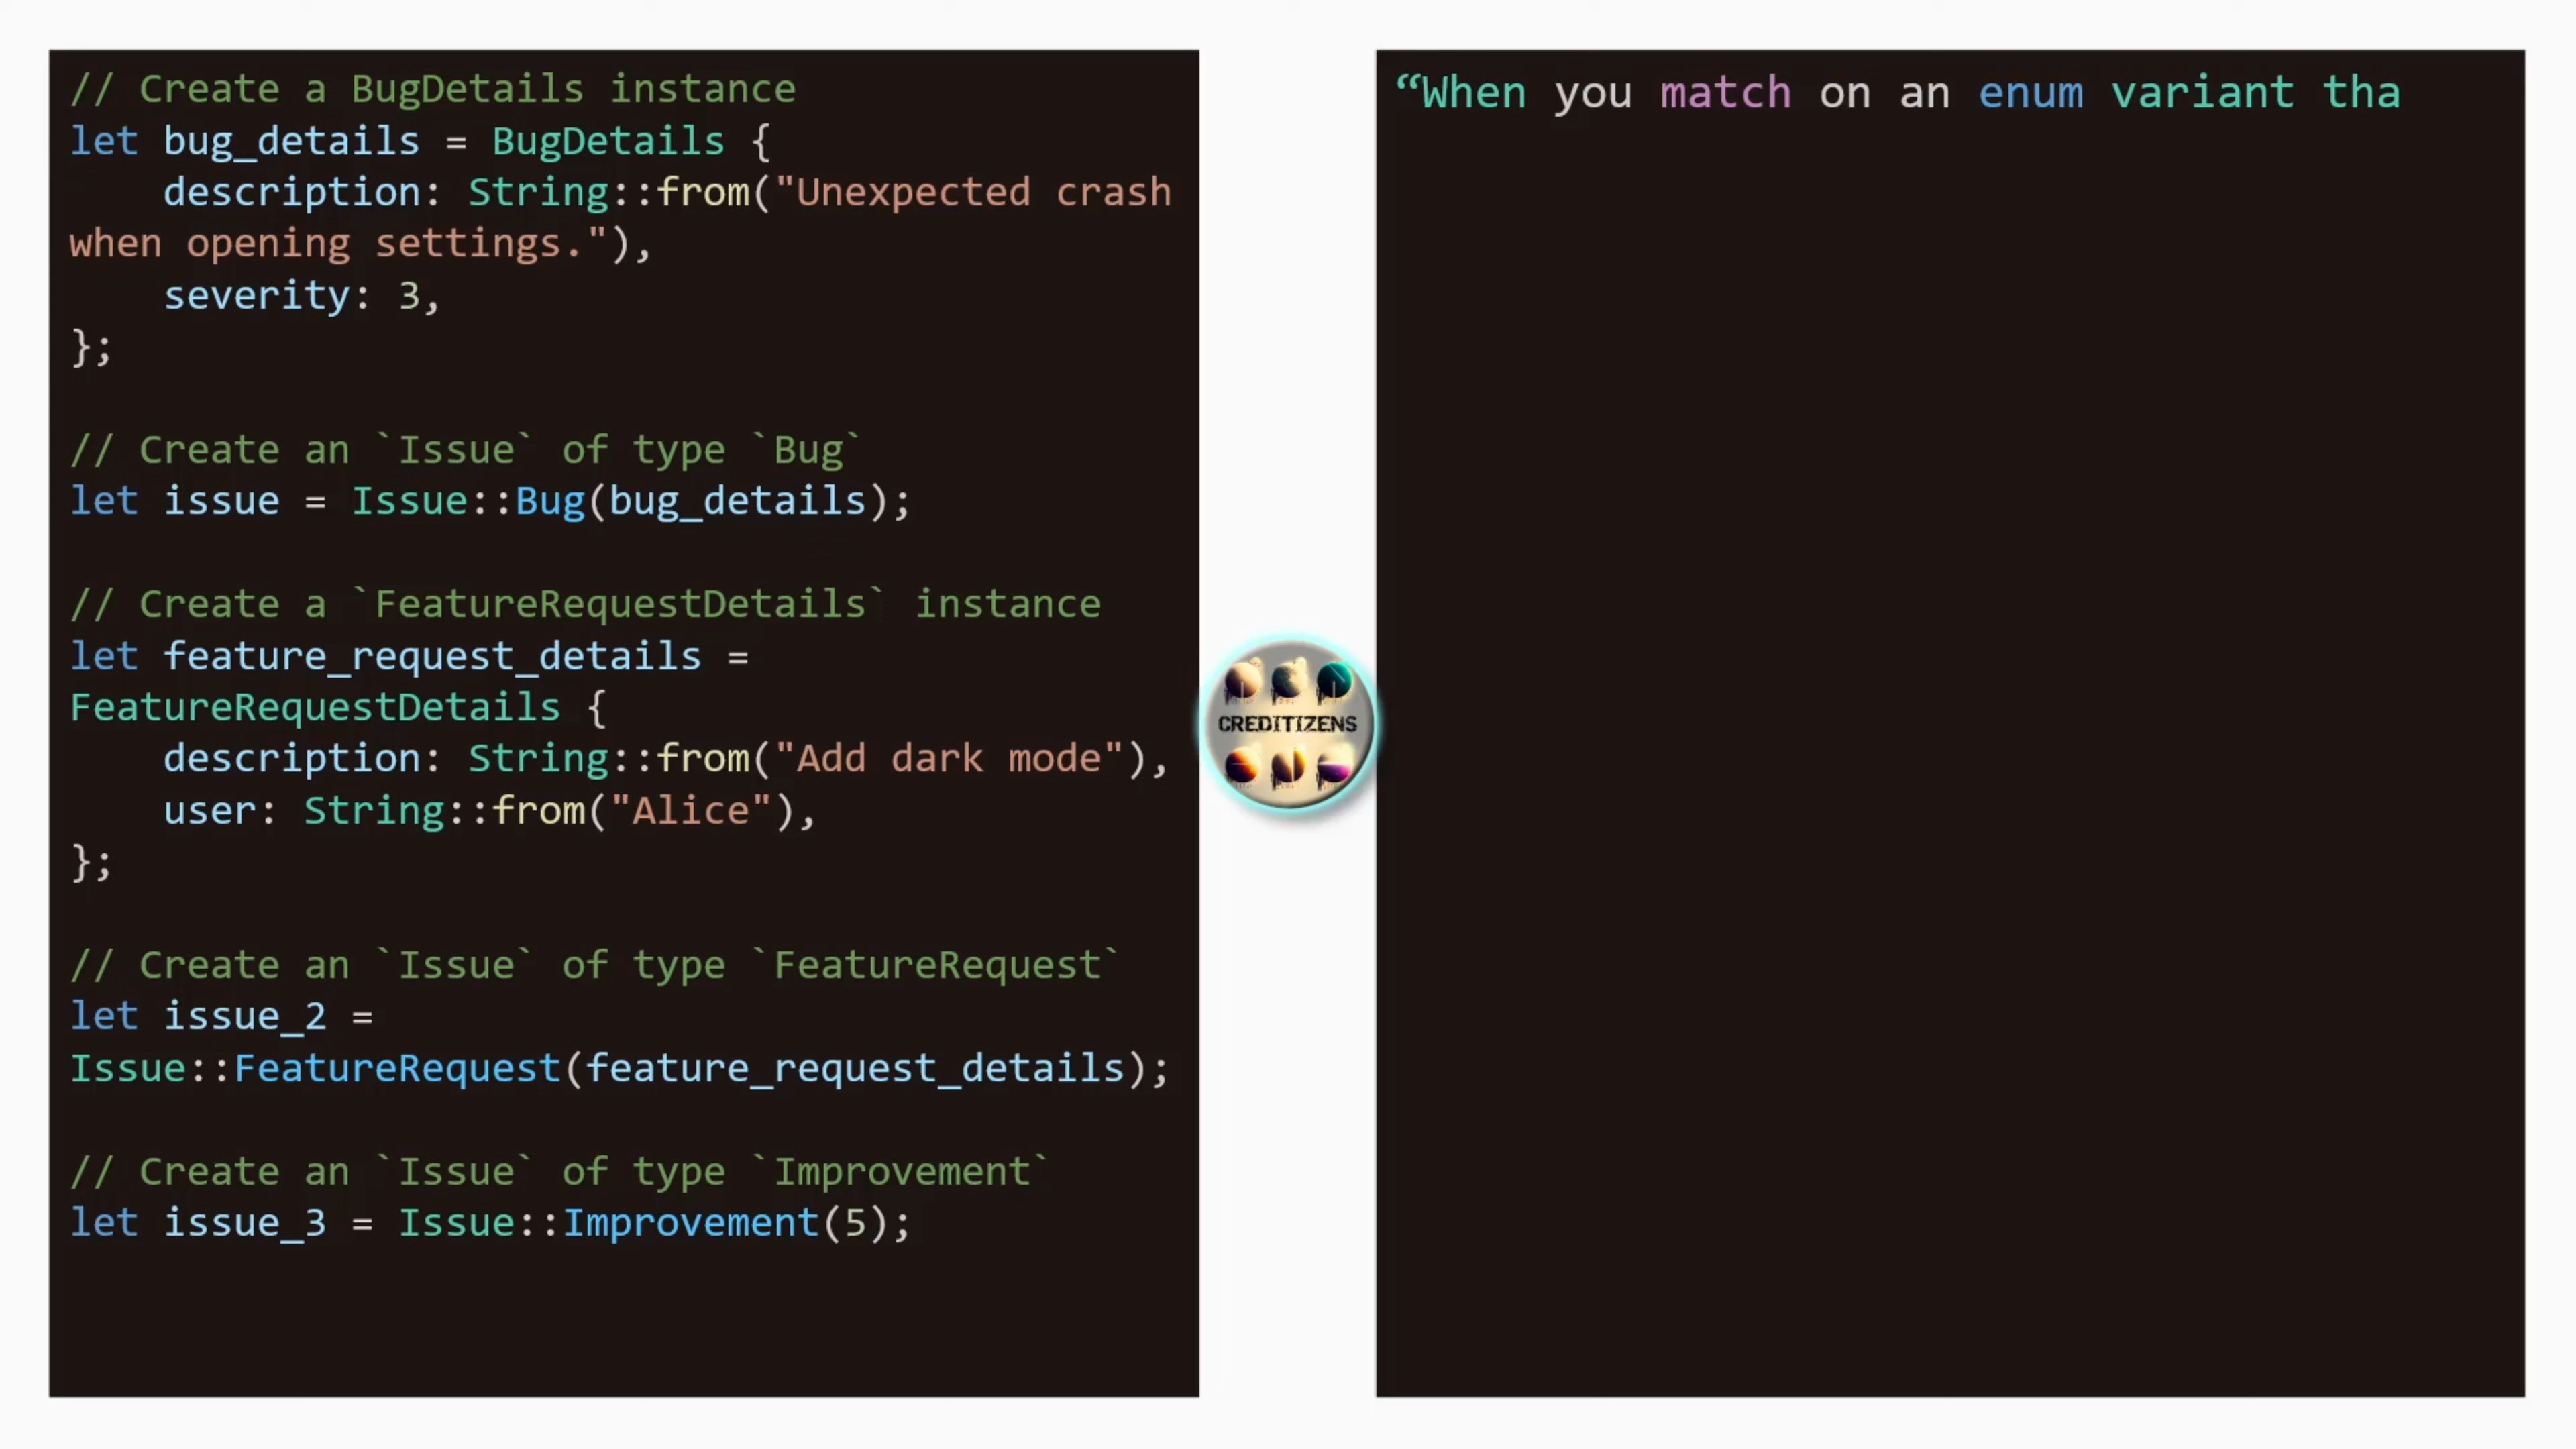 // Create a BugDetails instance
let bug_details = BugDetails {
    description: String::from("Unexpected crash
when opening settings."),
    severity: 3,
};

// Create an `Issue` of type `Bug`
let issue = Issue::Bug(bug_details);

// Create a `FeatureRequestDetails` instance
let feature_request_details =
FeatureRequestDetails {
    description: String::from("Add dark mode"),
    user: String::from("Alice"),
};

// Create an `Issue` of type `FeatureRequest`
let issue_2 =
Issue::FeatureRequest(feature_request_details);

// Create an `Issue` of type `Improvement`
let issue_3 = Issue::Improvement(5);
CREDITIZENS
“When you match on an enum variant tha